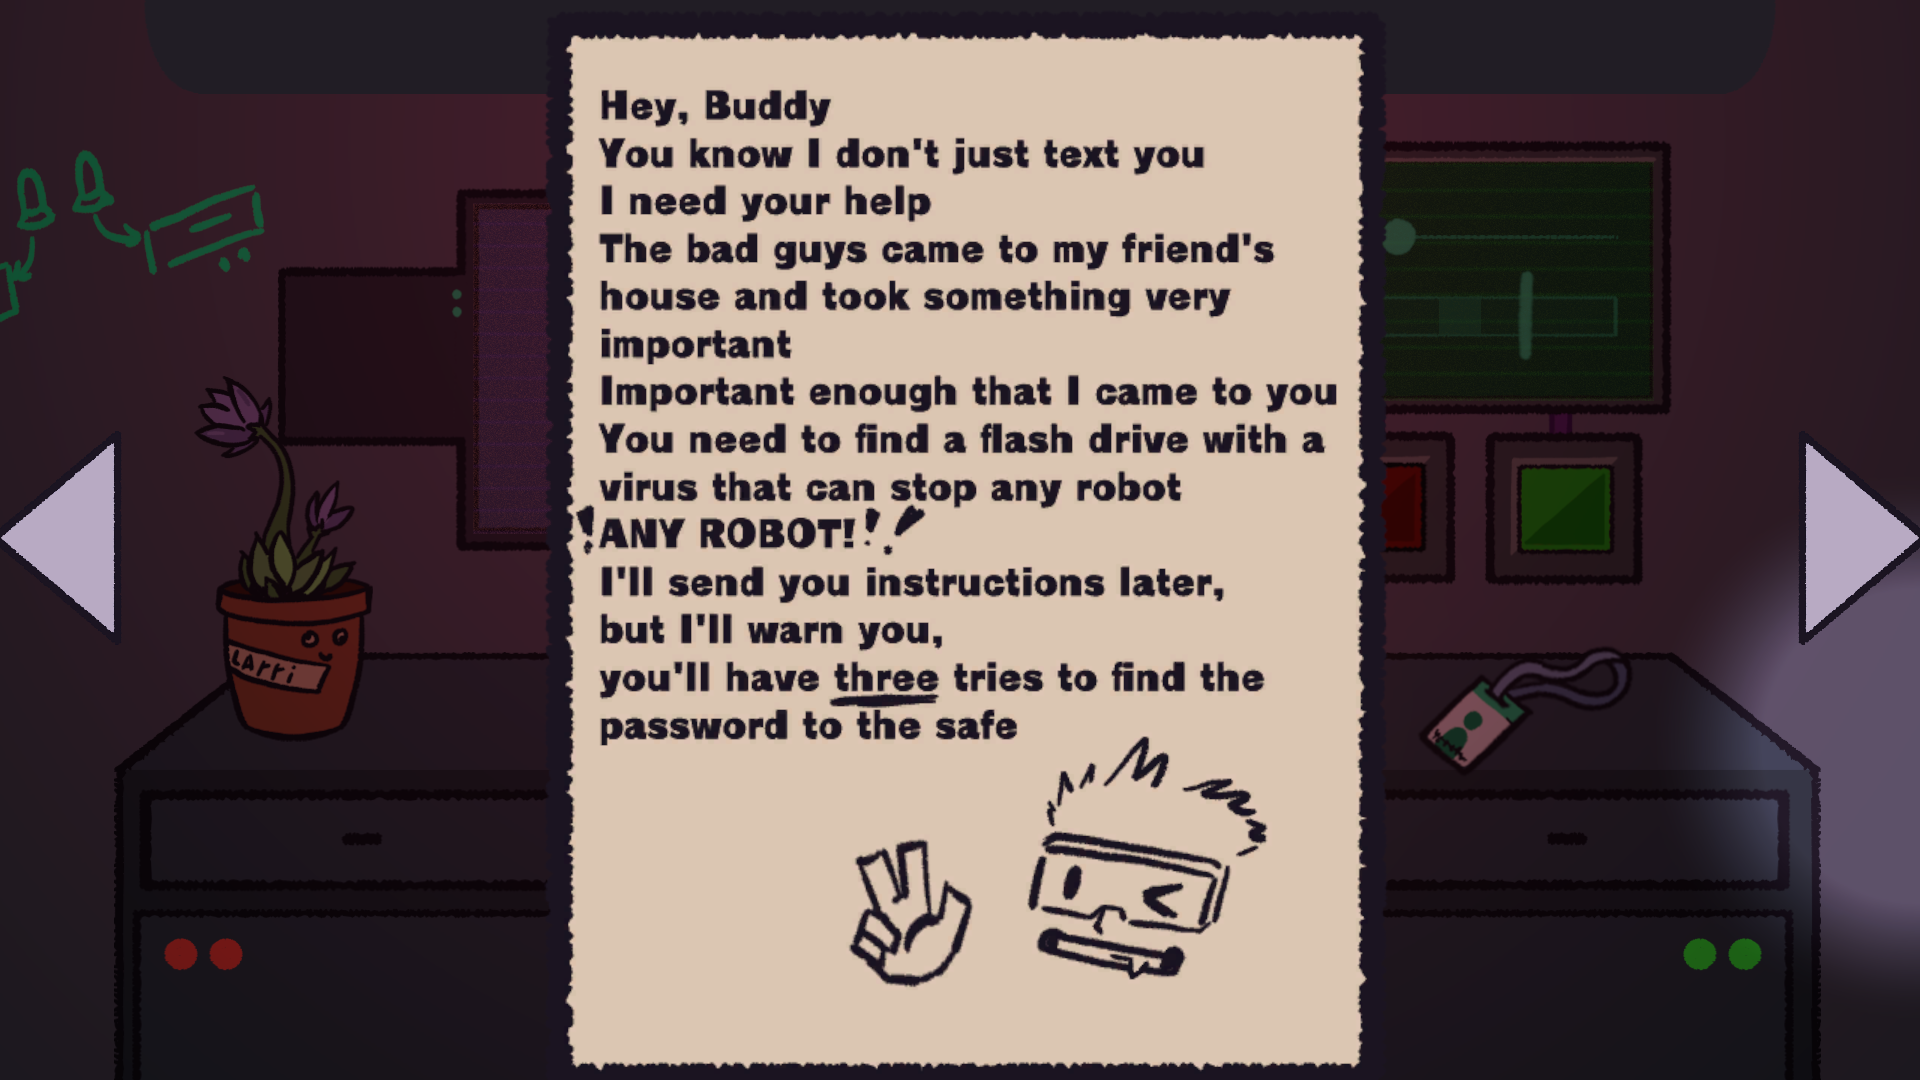 Hey, Buddy
You know I don't just text you
I need your help
The bad guys came to my friend's
house and took something very
important
Important enough that I came to you
You need to find a flash drive with a
virus that can stop any robot
!ANY ROBOT!!!
I'll send you instructions later,
but I'll warn you,
you'll have three tries to find the
password to the safe
LArri